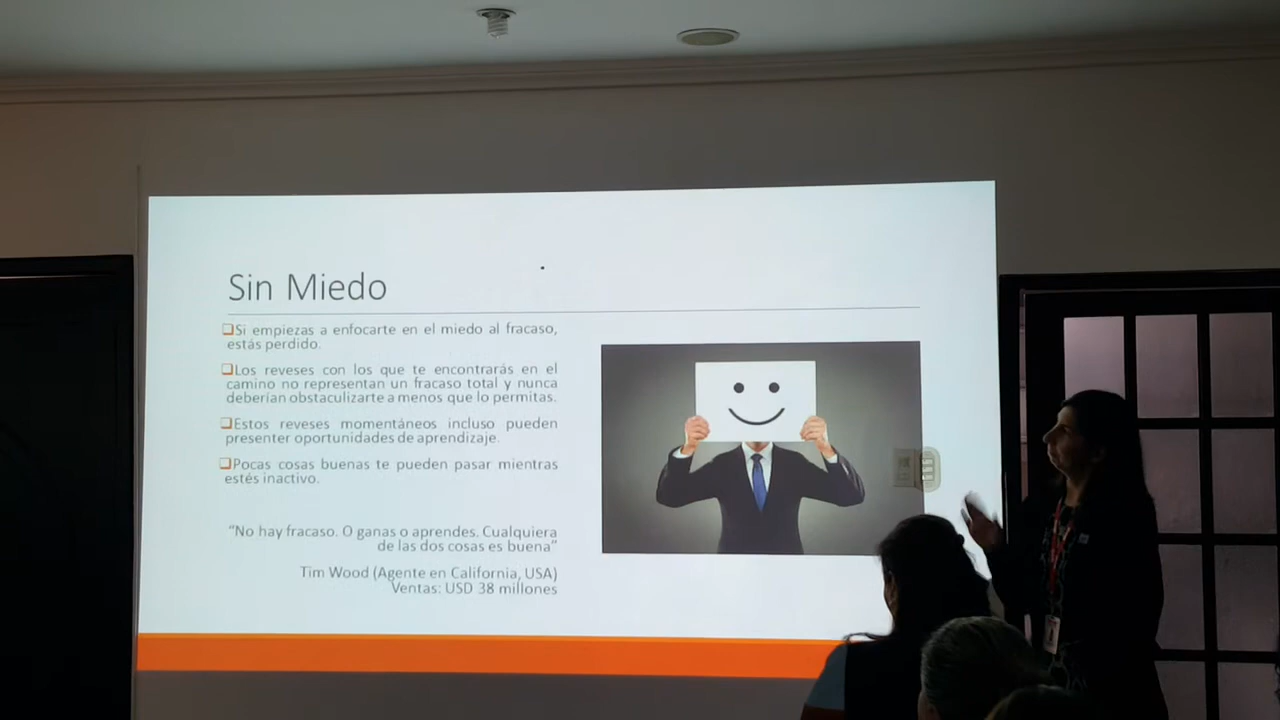 Sin Miedo
❑Si empiezas a enfocarte en el miedo al fracaso,
estás perdido.
❑Los reveses con los que te encontrarás en el
camino no representan un fracaso total y nunca
deberían obstaculizarte a menos que lo permitas.
❑Estos reveses momentáneos incluso pueden
presenter oportunidades de aprendizaje.
❑Pocas cosas buenas te pueden pasar mientras
estés inactivo.
“No hay fracaso. O ganas o aprendes. Cualquiera
de las dos cosas es buena”
Tim Wood (Agente en California, USA)
Ventas: USD 38 millones